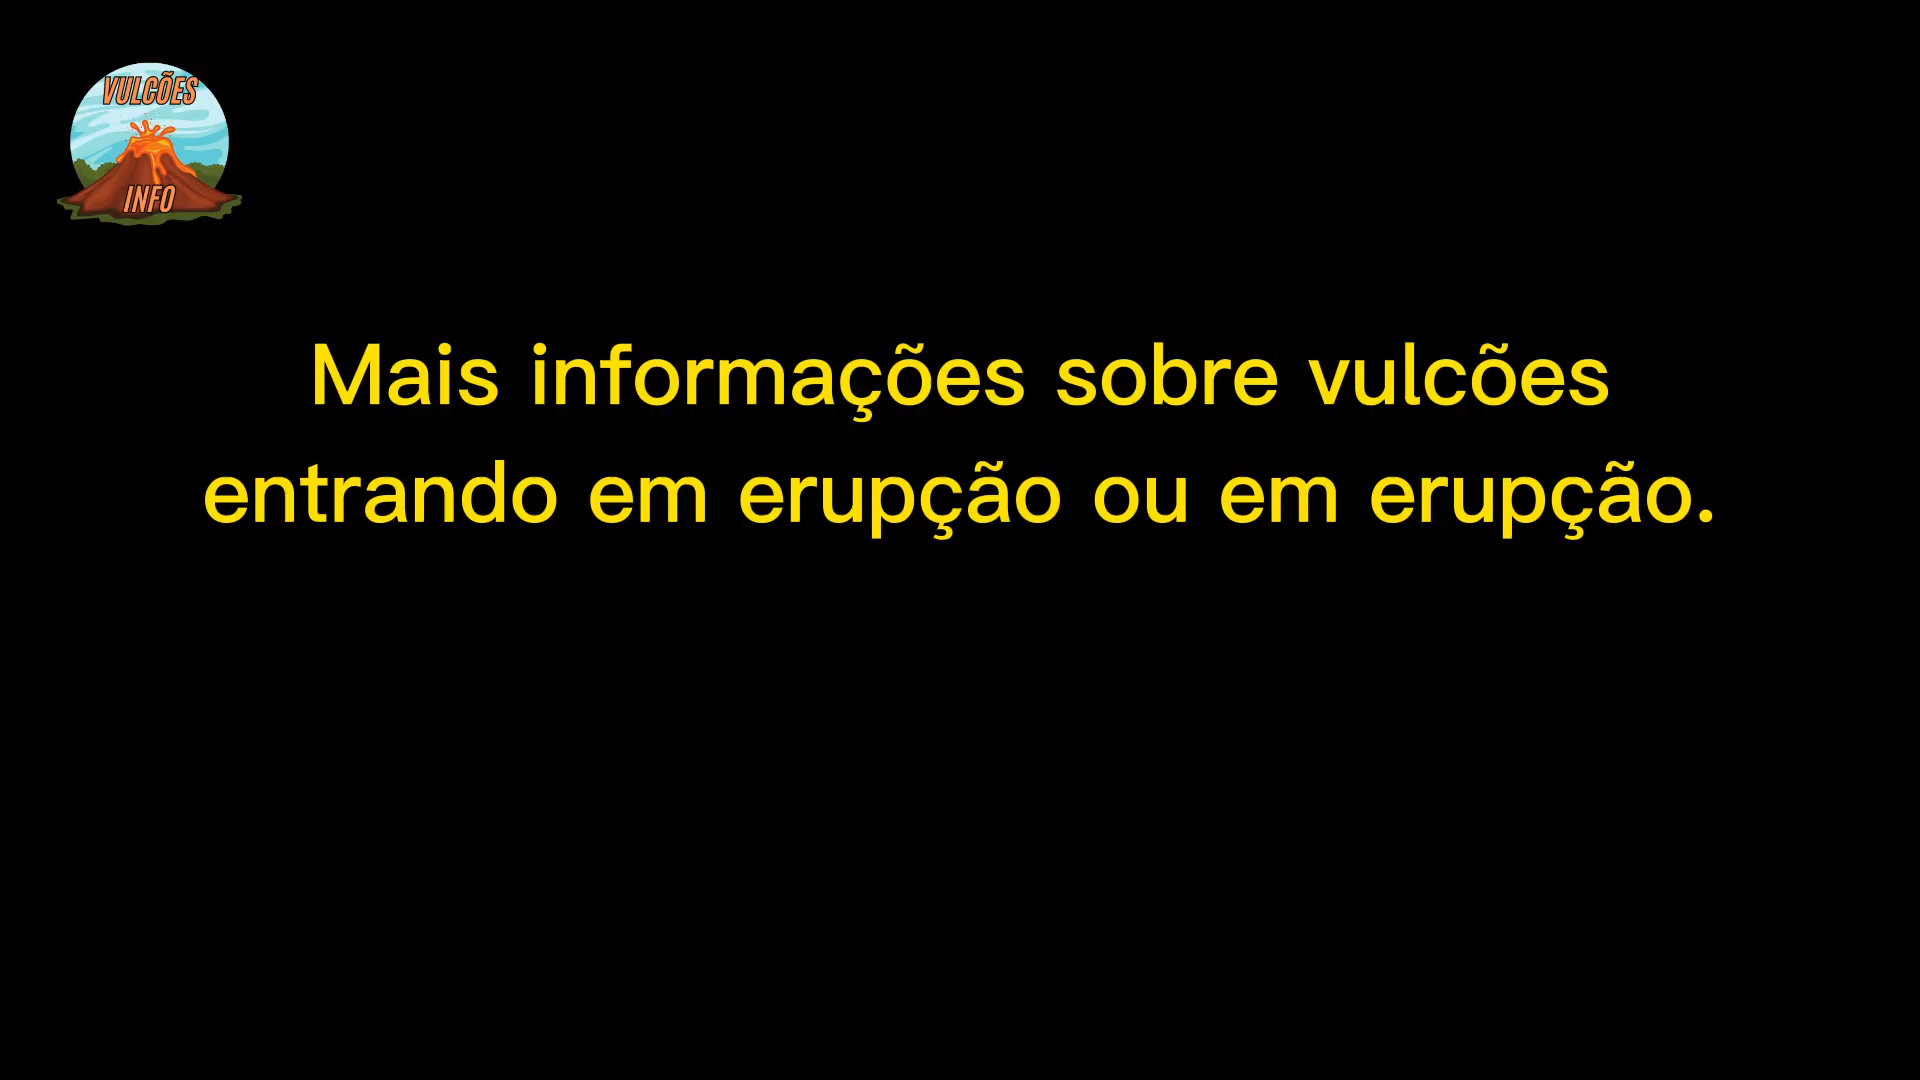 VULCÕES
INFO
Mais informações sobre vulcões
entrando em erupção ou em erupção.